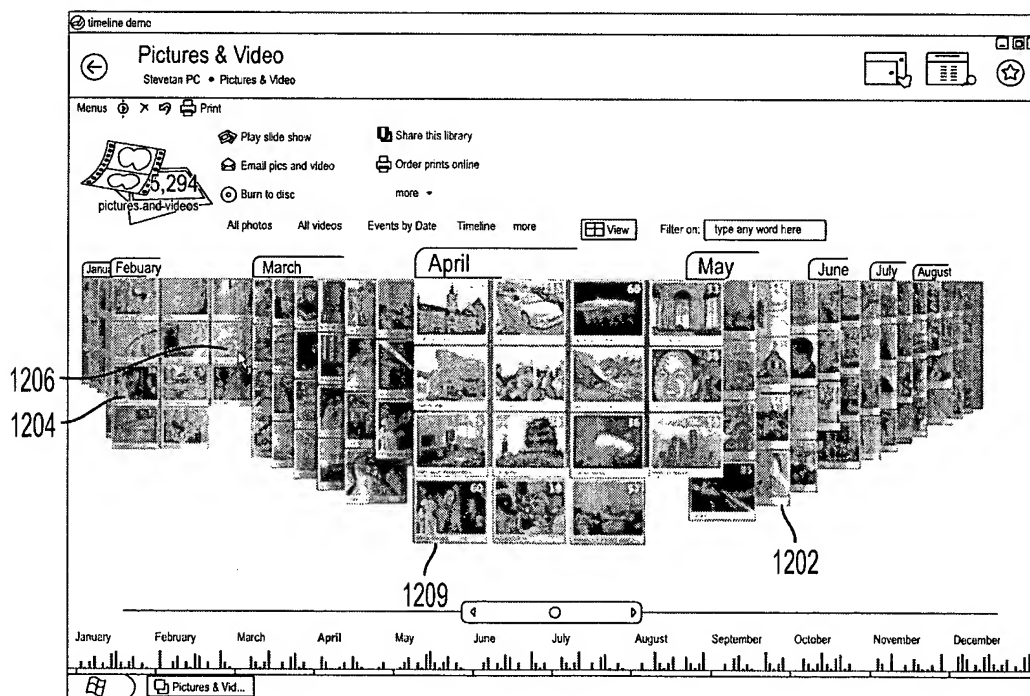 timeline demo
Pictures & Video
Stevetan PC • Pictures & Video
Menus Print
Play slide show
Share this library
Email pics and video
Order prints online
5,294
pictures and videos
Burn to disc
more
All photos All videos Events by Date Timeline more View Filter on: type any word here
Janua Febuary March April May June July August
1206
1204
1209
1202
January February March April May June July August September October November December
Pictures & Vid...